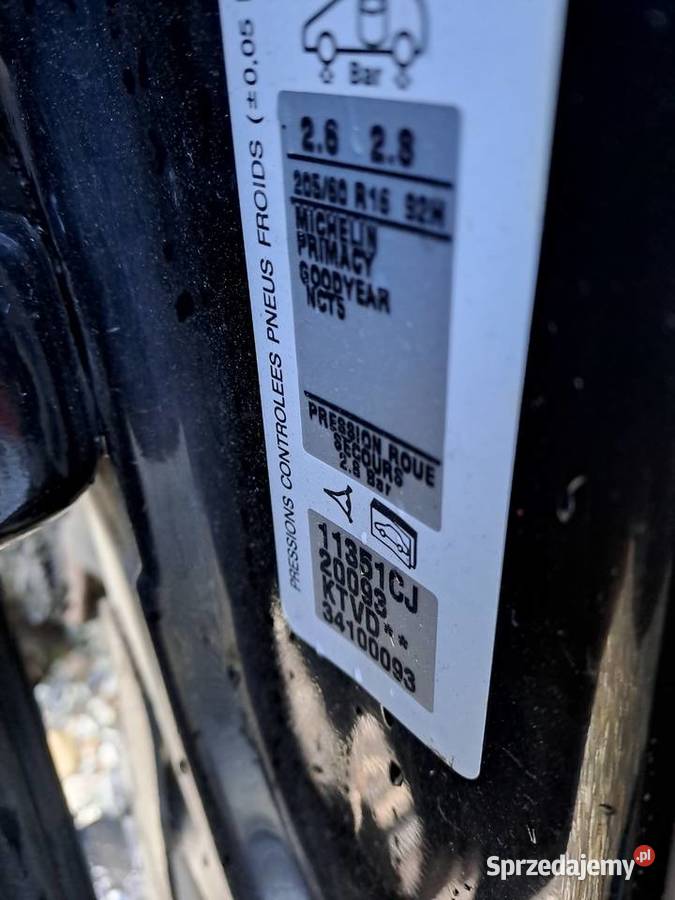 PRESSIONS CONTROLEES PNEUS FROIDS (±0.05
Bar
2.6 2.8
205/60 R16 92H
MICHELIN
PRIMACY
GOODYEAR
NCT5
PRESSION ROUE
SECOURS
2.8 Bar
11351CJ
20093
KTVD**
34100093
Sprzedajemy.pl